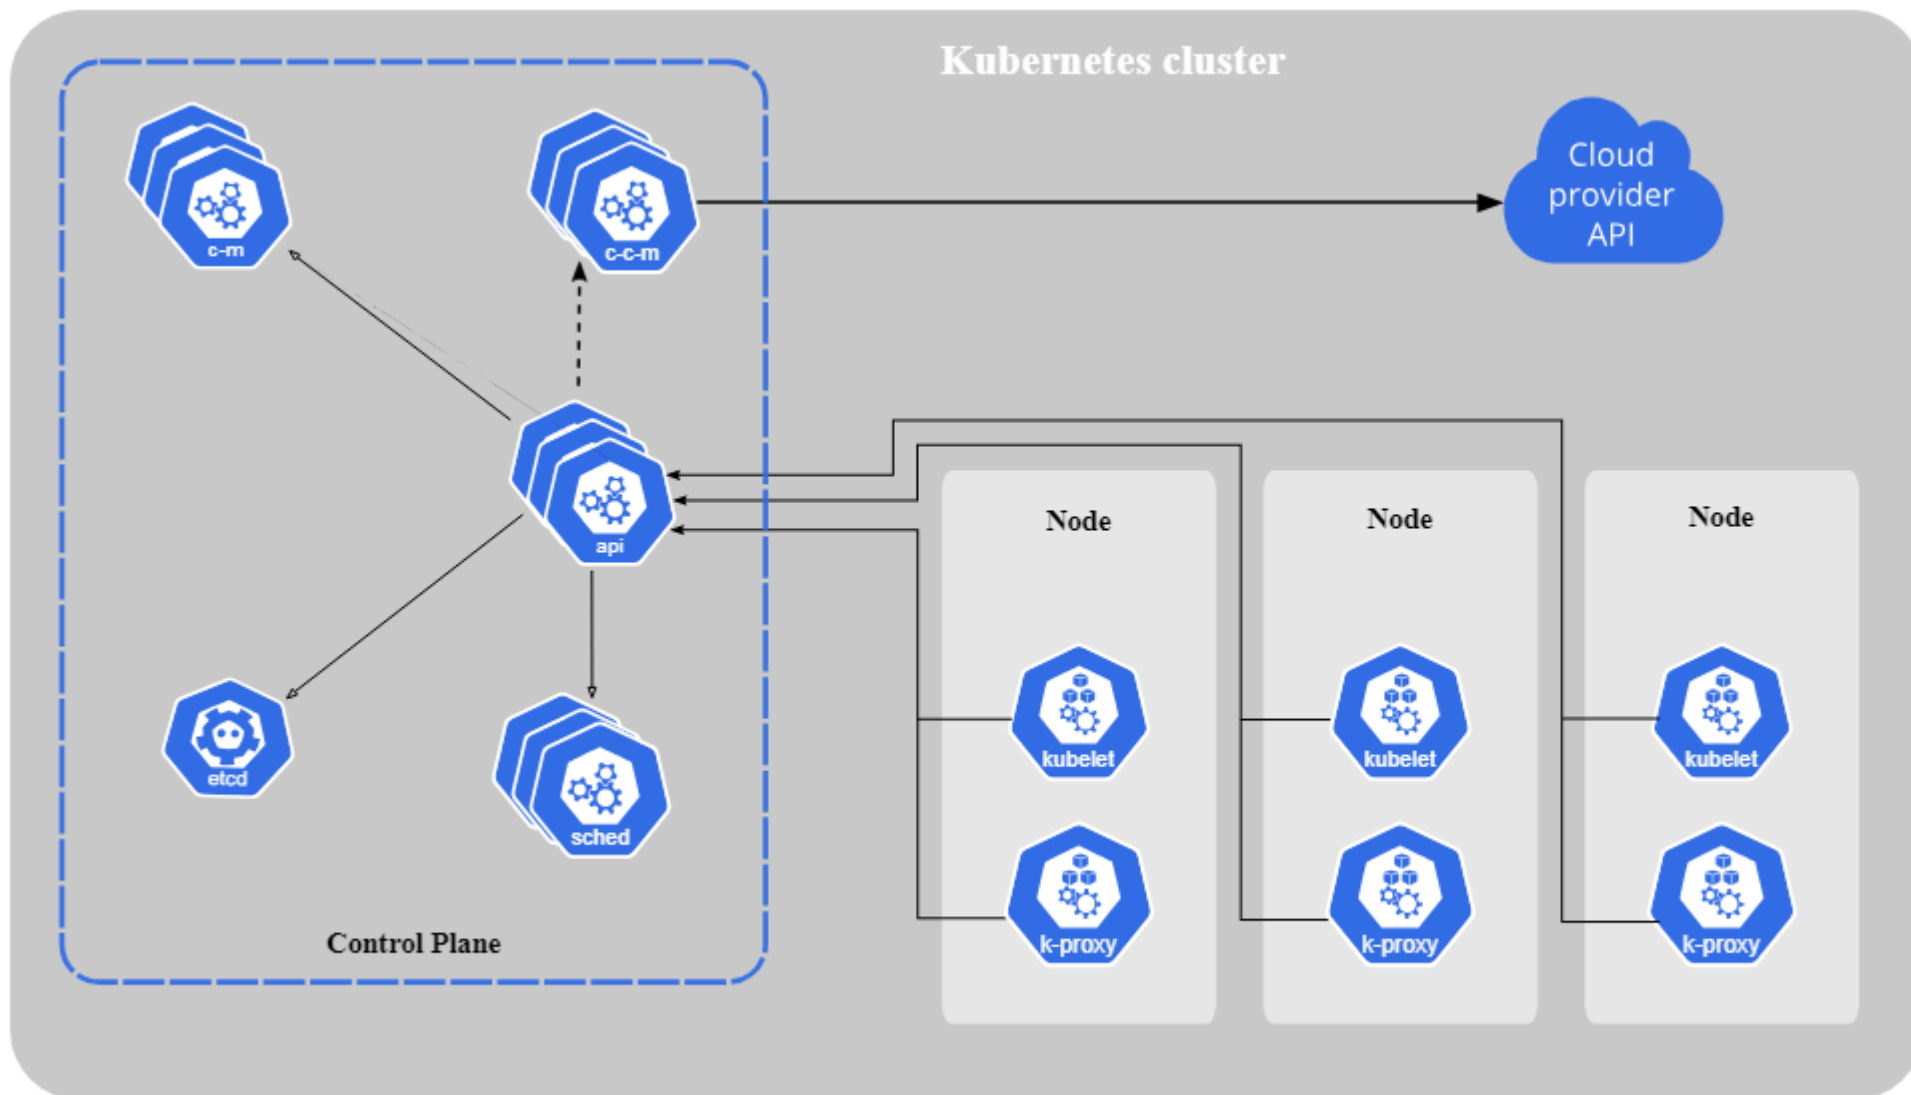 Kubernetes cluster
c-m
c-c-m
Cloud
provider
API
api
Node
Node
Node
etcd
sched
kubelet
kubelet
kubelet
k-proxy
k-proxy
k-proxy
Control Plane